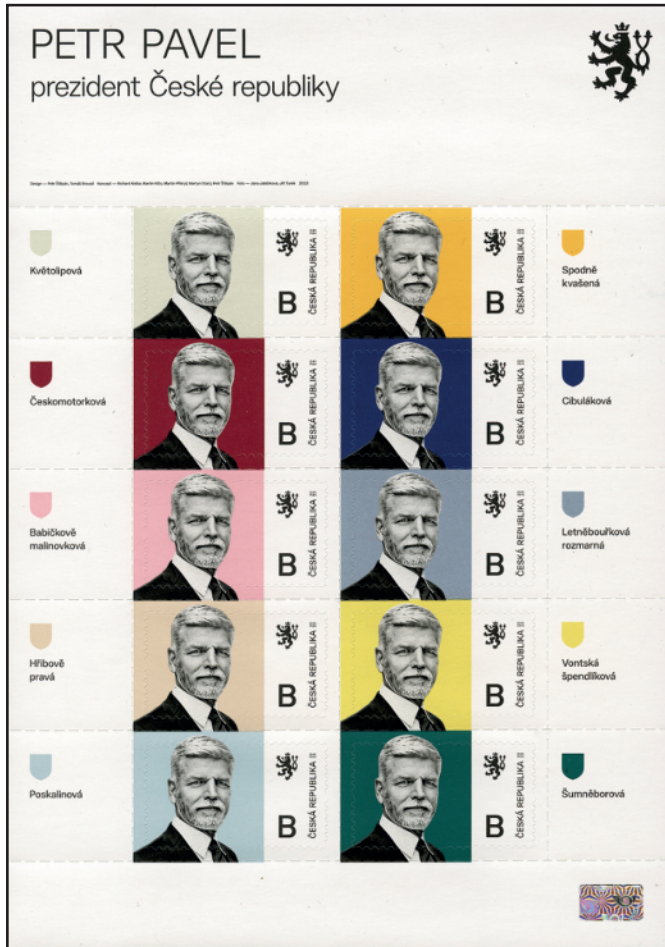 PETR PAVEL
prezident České republiky
Květolipová
B
ČESKÁ REPUBLIKA
B
ČESKÁ REPUBLIKA
Spodně
kvašená
Českomotorková
B
ČESKÁ REPUBLIKA
B
ČESKÁ REPUBLIKA
Cibuláková
Babičkově
malinovková
B
ČESKÁ REPUBLIKA
B
ČESKÁ REPUBLIKA
Letněbouřková
rozmarná
Hřibově
pravá
B
ČESKÁ REPUBLIKA
B
ČESKÁ REPUBLIKA
Vontská
špendlíková
Poskalinová
B
ČESKÁ REPUBLIKA
B
ČESKÁ REPUBLIKA
Šumněborová